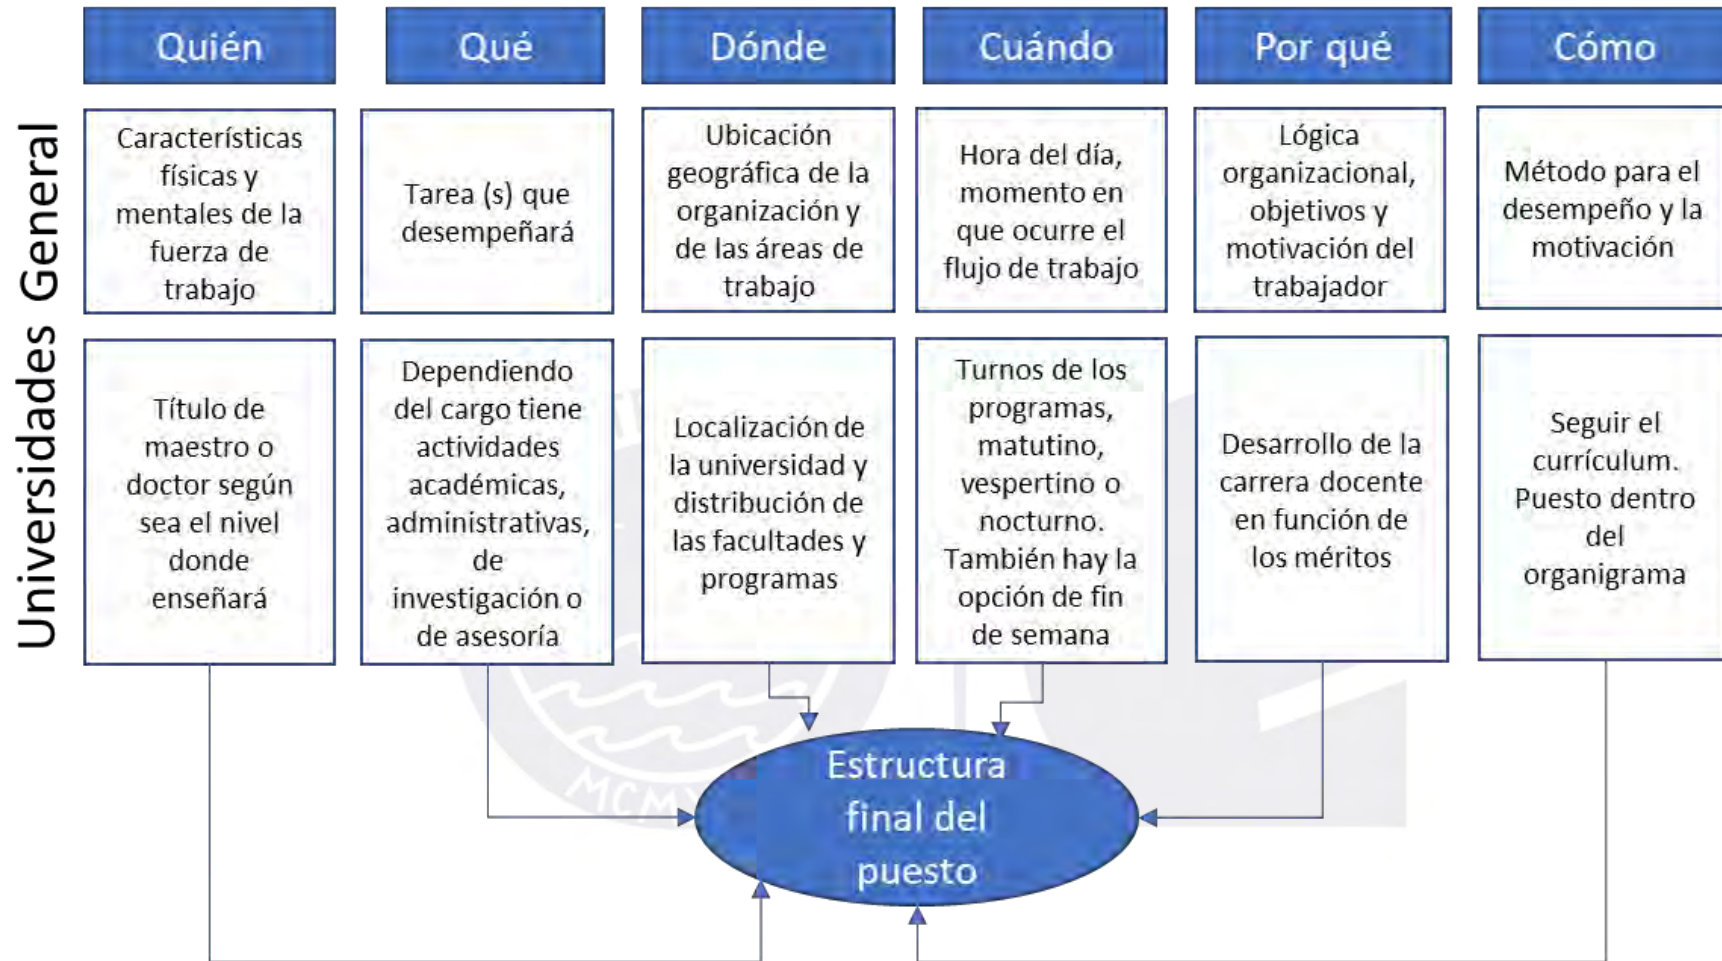 Quién
Qué
Dónde
Cuándo
Por qué
Cómo
Universidades General
Características
físicas y
mentales de la
fuerza de
trabajo
Tarea (s) que
desempeñará
Ubicación
geográfica de la
organización y
de las áreas de
trabajo
Hora del día,
momento en
que ocurre el
flujo de trabajo
Lógica
organizacional,
objetivos y
motivación del
trabajador
Método para el
desempeño y la
motivación
Título de
maestro o
doctor según
sea el nivel
donde
enseñará
Dependiendo
del cargo tiene
actividades
académicas,
administrativas,
de
investigación o
de asesoría
Localización de
la universidad y
distribución de
las facultades y
programas
Turnos de los
programas,
matutino,
vespertino o
nocturno.
También hay la
opción de fin
de semana
Desarrollo de la
carrera docente
en función de
los méritos
Seguir el
currículum.
Puesto dentro
del
organigrama
Estructura
final del
puesto